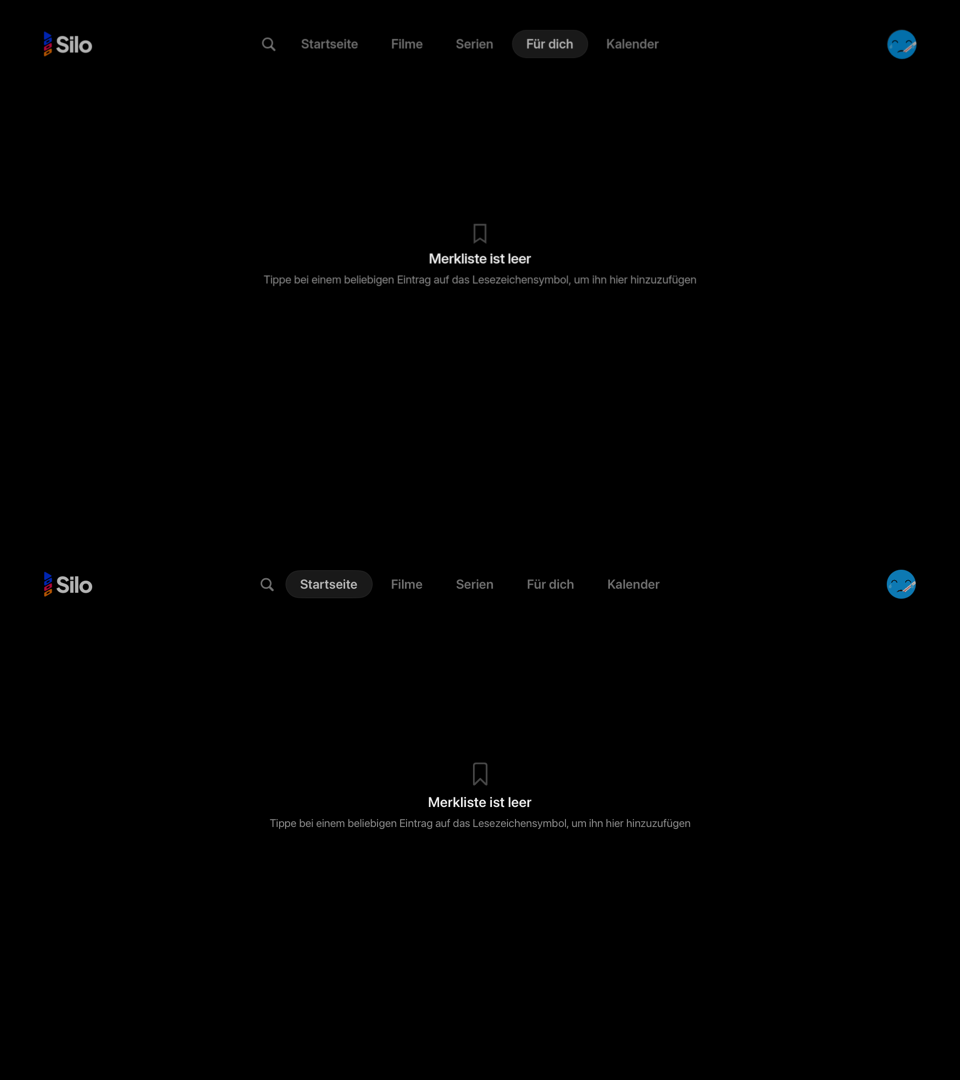 Silo Startseite Filme Serien Für dich Kalender
Merkliste ist leer
Tippe bei einem beliebigen Eintrag auf das Lesezeichensymbol, um ihn hier hinzuzufügen
Silo Startseite Filme Serien Für dich Kalender
Merkliste ist leer
Tippe bei einem beliebigen Eintrag auf das Lesezeichensymbol, um ihn hier hinzuzufügen